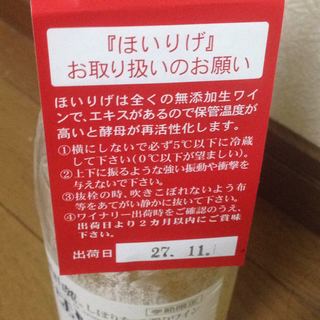 『ほいりげ』
お取り扱いのお願い
ほいりげは全くの無添加生ワイ
ンで、エキスがあるので保管温度が
高いと酵母が再活性化します。
①横にしないで必ず5℃以下に冷蔵
して下さい(0℃以下が望ましい)。
②上下に振るような強い振動や衝撃を
与えないで下さい。
③抜栓の時、吹きこぼれないよう布
等をあてがい静かに抜いて下さい。
④ワイナリー出荷時をご確認のうえ、
出荷日より2カ月以内にご賞味
下さい。
出荷日 27. 11.
季節限定